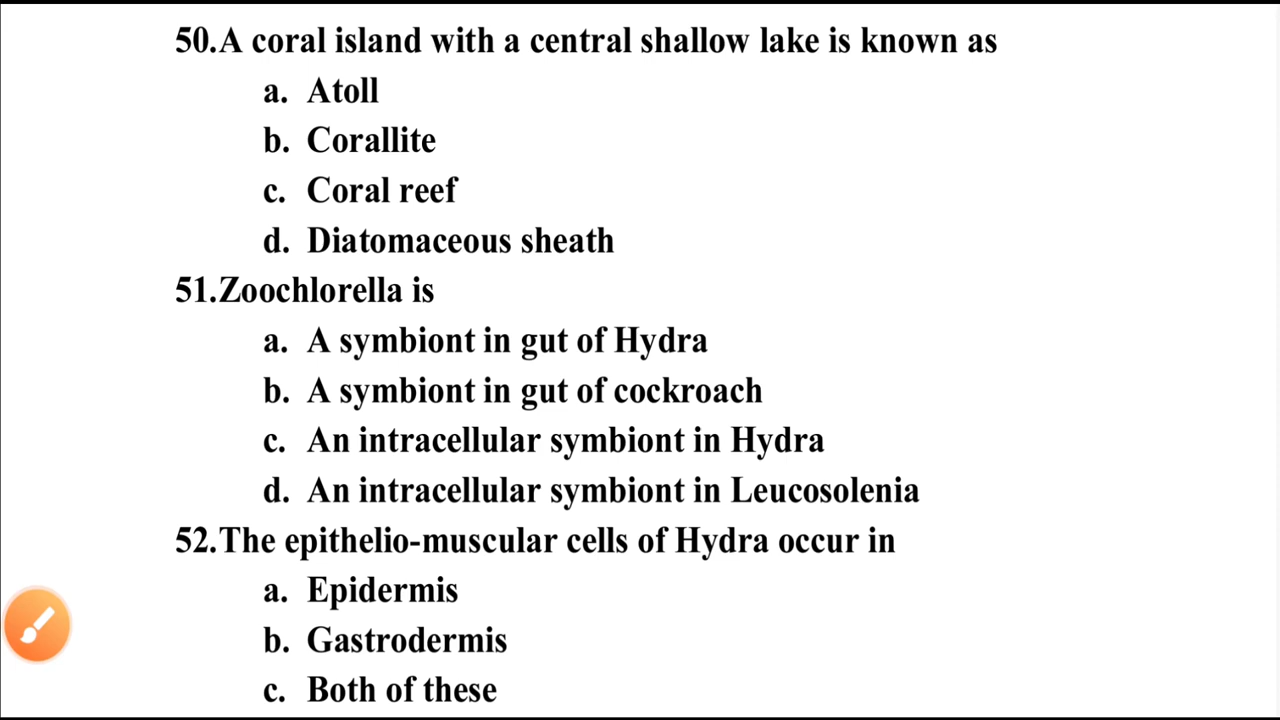 50.A coral island with a central shallow lake is known as
a. Atoll
b. Corallite
c. Coral reef
d. Diatomaceous sheath
51.Zoochlorella is
a. A symbiont in gut of Hydra
b. A symbiont in gut of cockroach
c. An intracellular symbiont in Hydra
d. An intracellular symbiont in Leucosolenia
52.The epithelio-muscular cells of Hydra occur in
a. Epidermis
b. Gastrodermis
c. Both of these